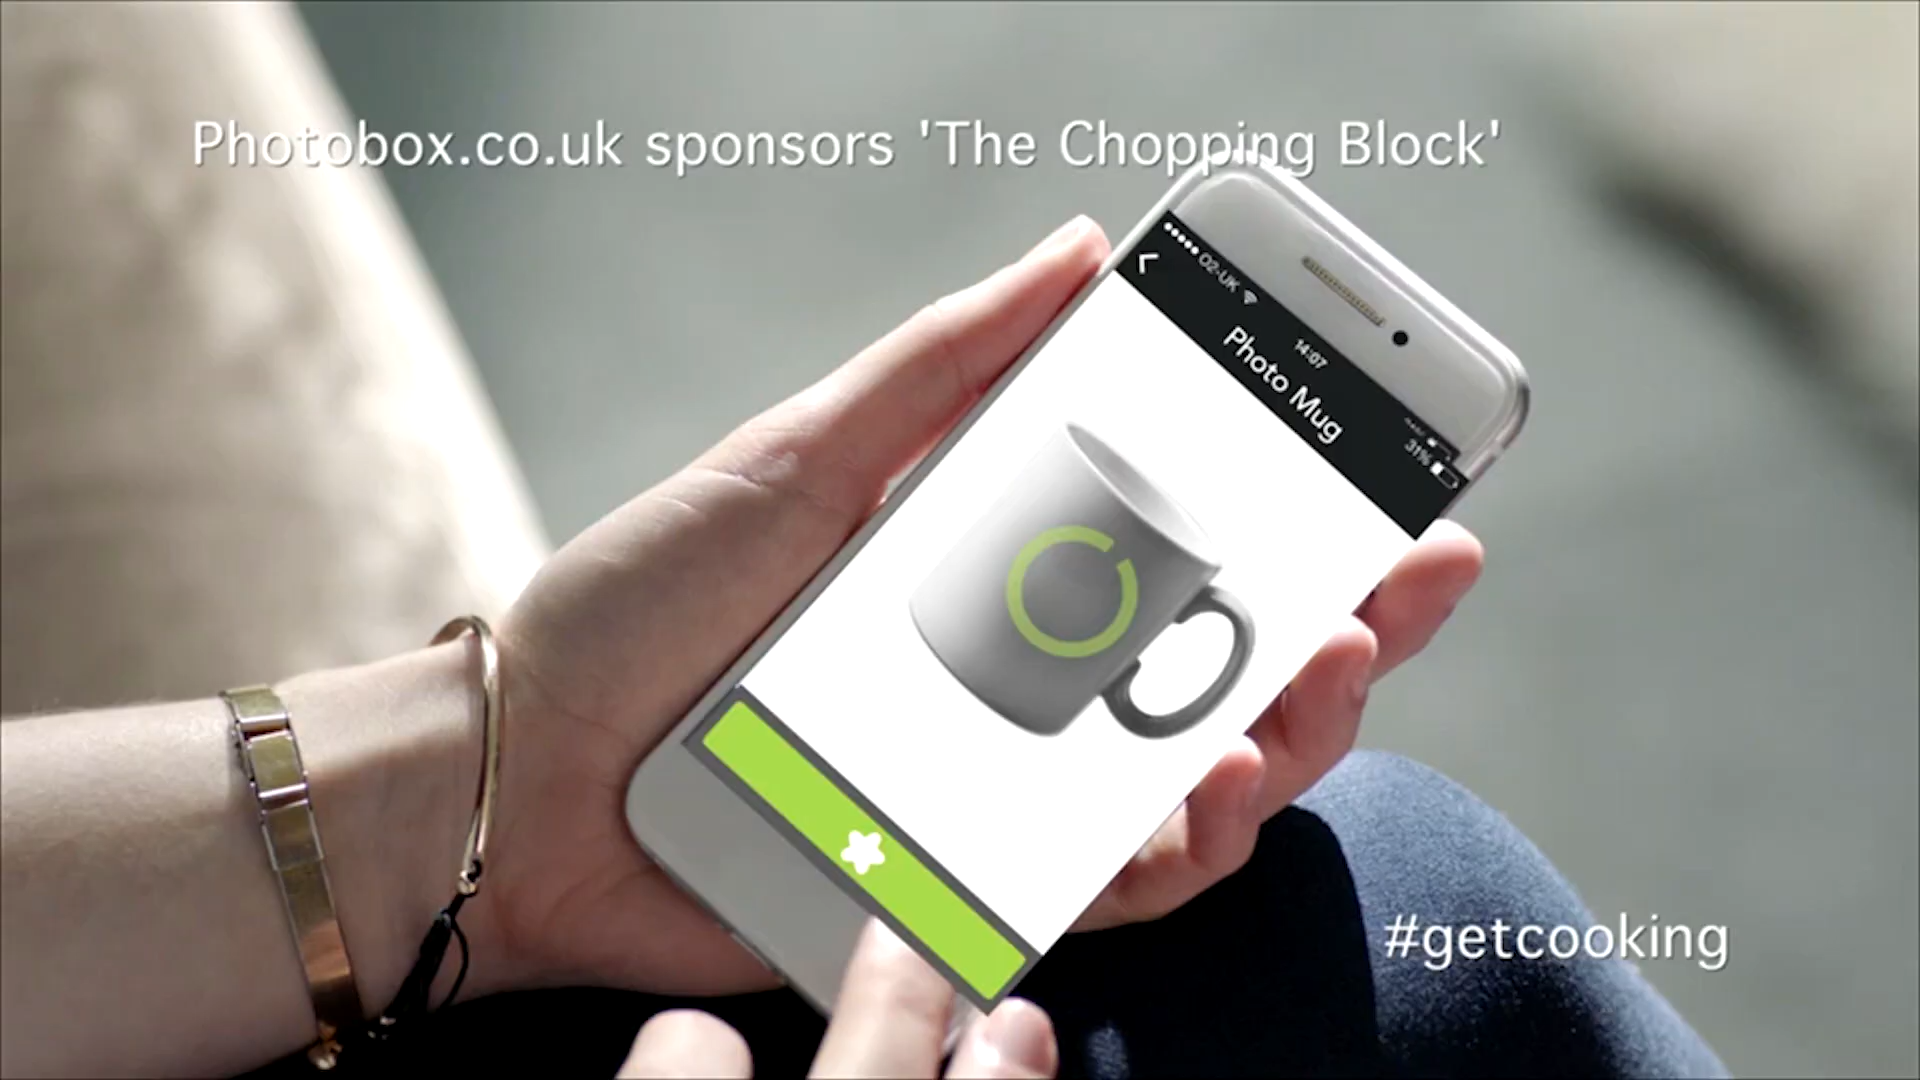 Photobox.co.uk sponsors 'The Chopping Block'
O2-UK
14:07
31%
Photo Mug
#getcooking